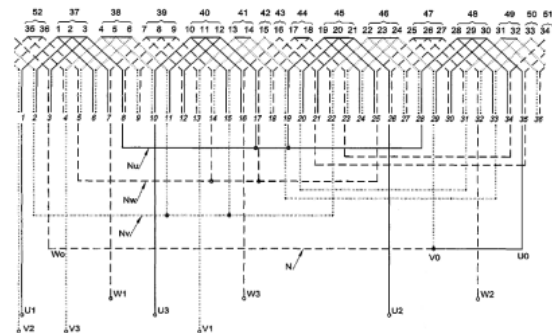 52 37 38 39 40 41 42 43 44 45 46 47 48 49 50 51
35 36 1 2 3 4 5 6 7 8 9 10 11 12 13 14 15 16 17 18 19 20 21 22 23 24 25 26 27 28 29 30 31 32 33 34
1 2 3 4 5 6 7 8 9 10 11 12 13 14 15 16 17 18 19 20 21 22 23 24 25 26 27 28 29 30 31 32 33 34 35 36
Nu
Nw
Nv
Wo N V0 U0
W1 W3 W2
U1 U3 U2
V2 V3 V1